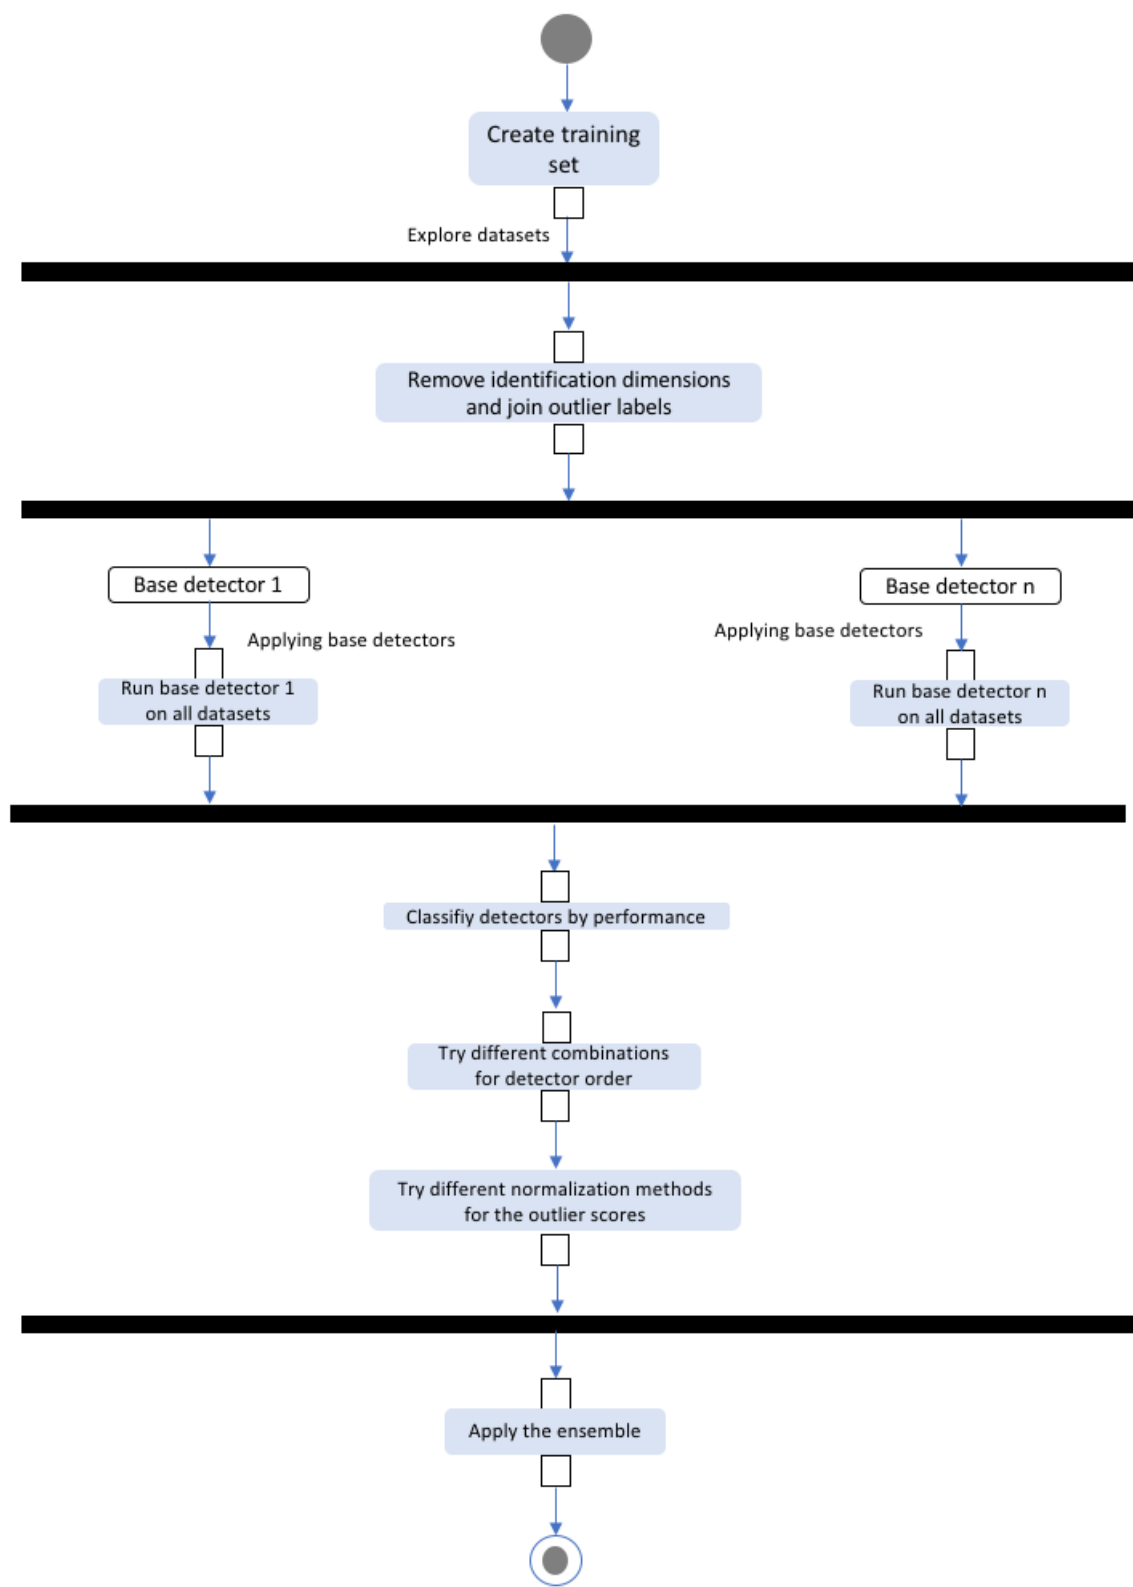 Create training
set
Explore datasets
Remove identification dimensions
and join outlier labels
Base detector 1
Base detector n
Applying base detectors
Applying base detectors
Run base detector 1
on all datasets
Run base detector n
on all datasets
Classifiy detectors by performance
Try different combinations
for detector order
Try different normalization methods
for the outlier scores
Apply the ensemble